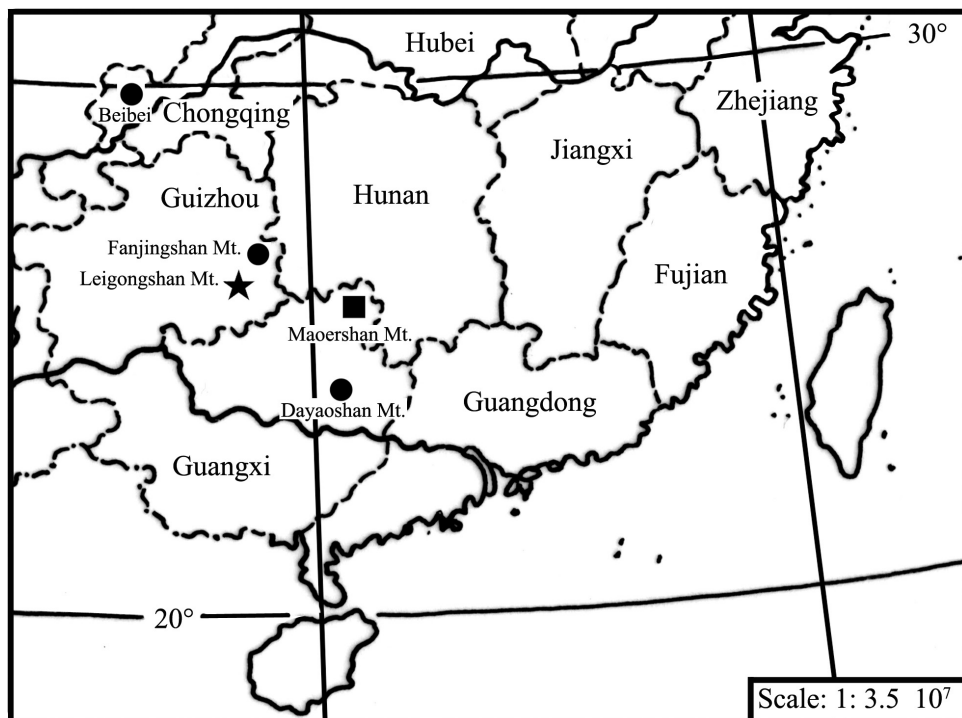 Hubei
30°
Beibei
Chongqing
Zhejiang
Jiangxi
Guizhou
Hunan
Fanjingshan Mt.
Leigongshan Mt.
Fujian
Maoershan Mt.
Dayaoshan Mt.
Guangdong
Guangxi
20°
Scale: 1: 3.5 10⁷